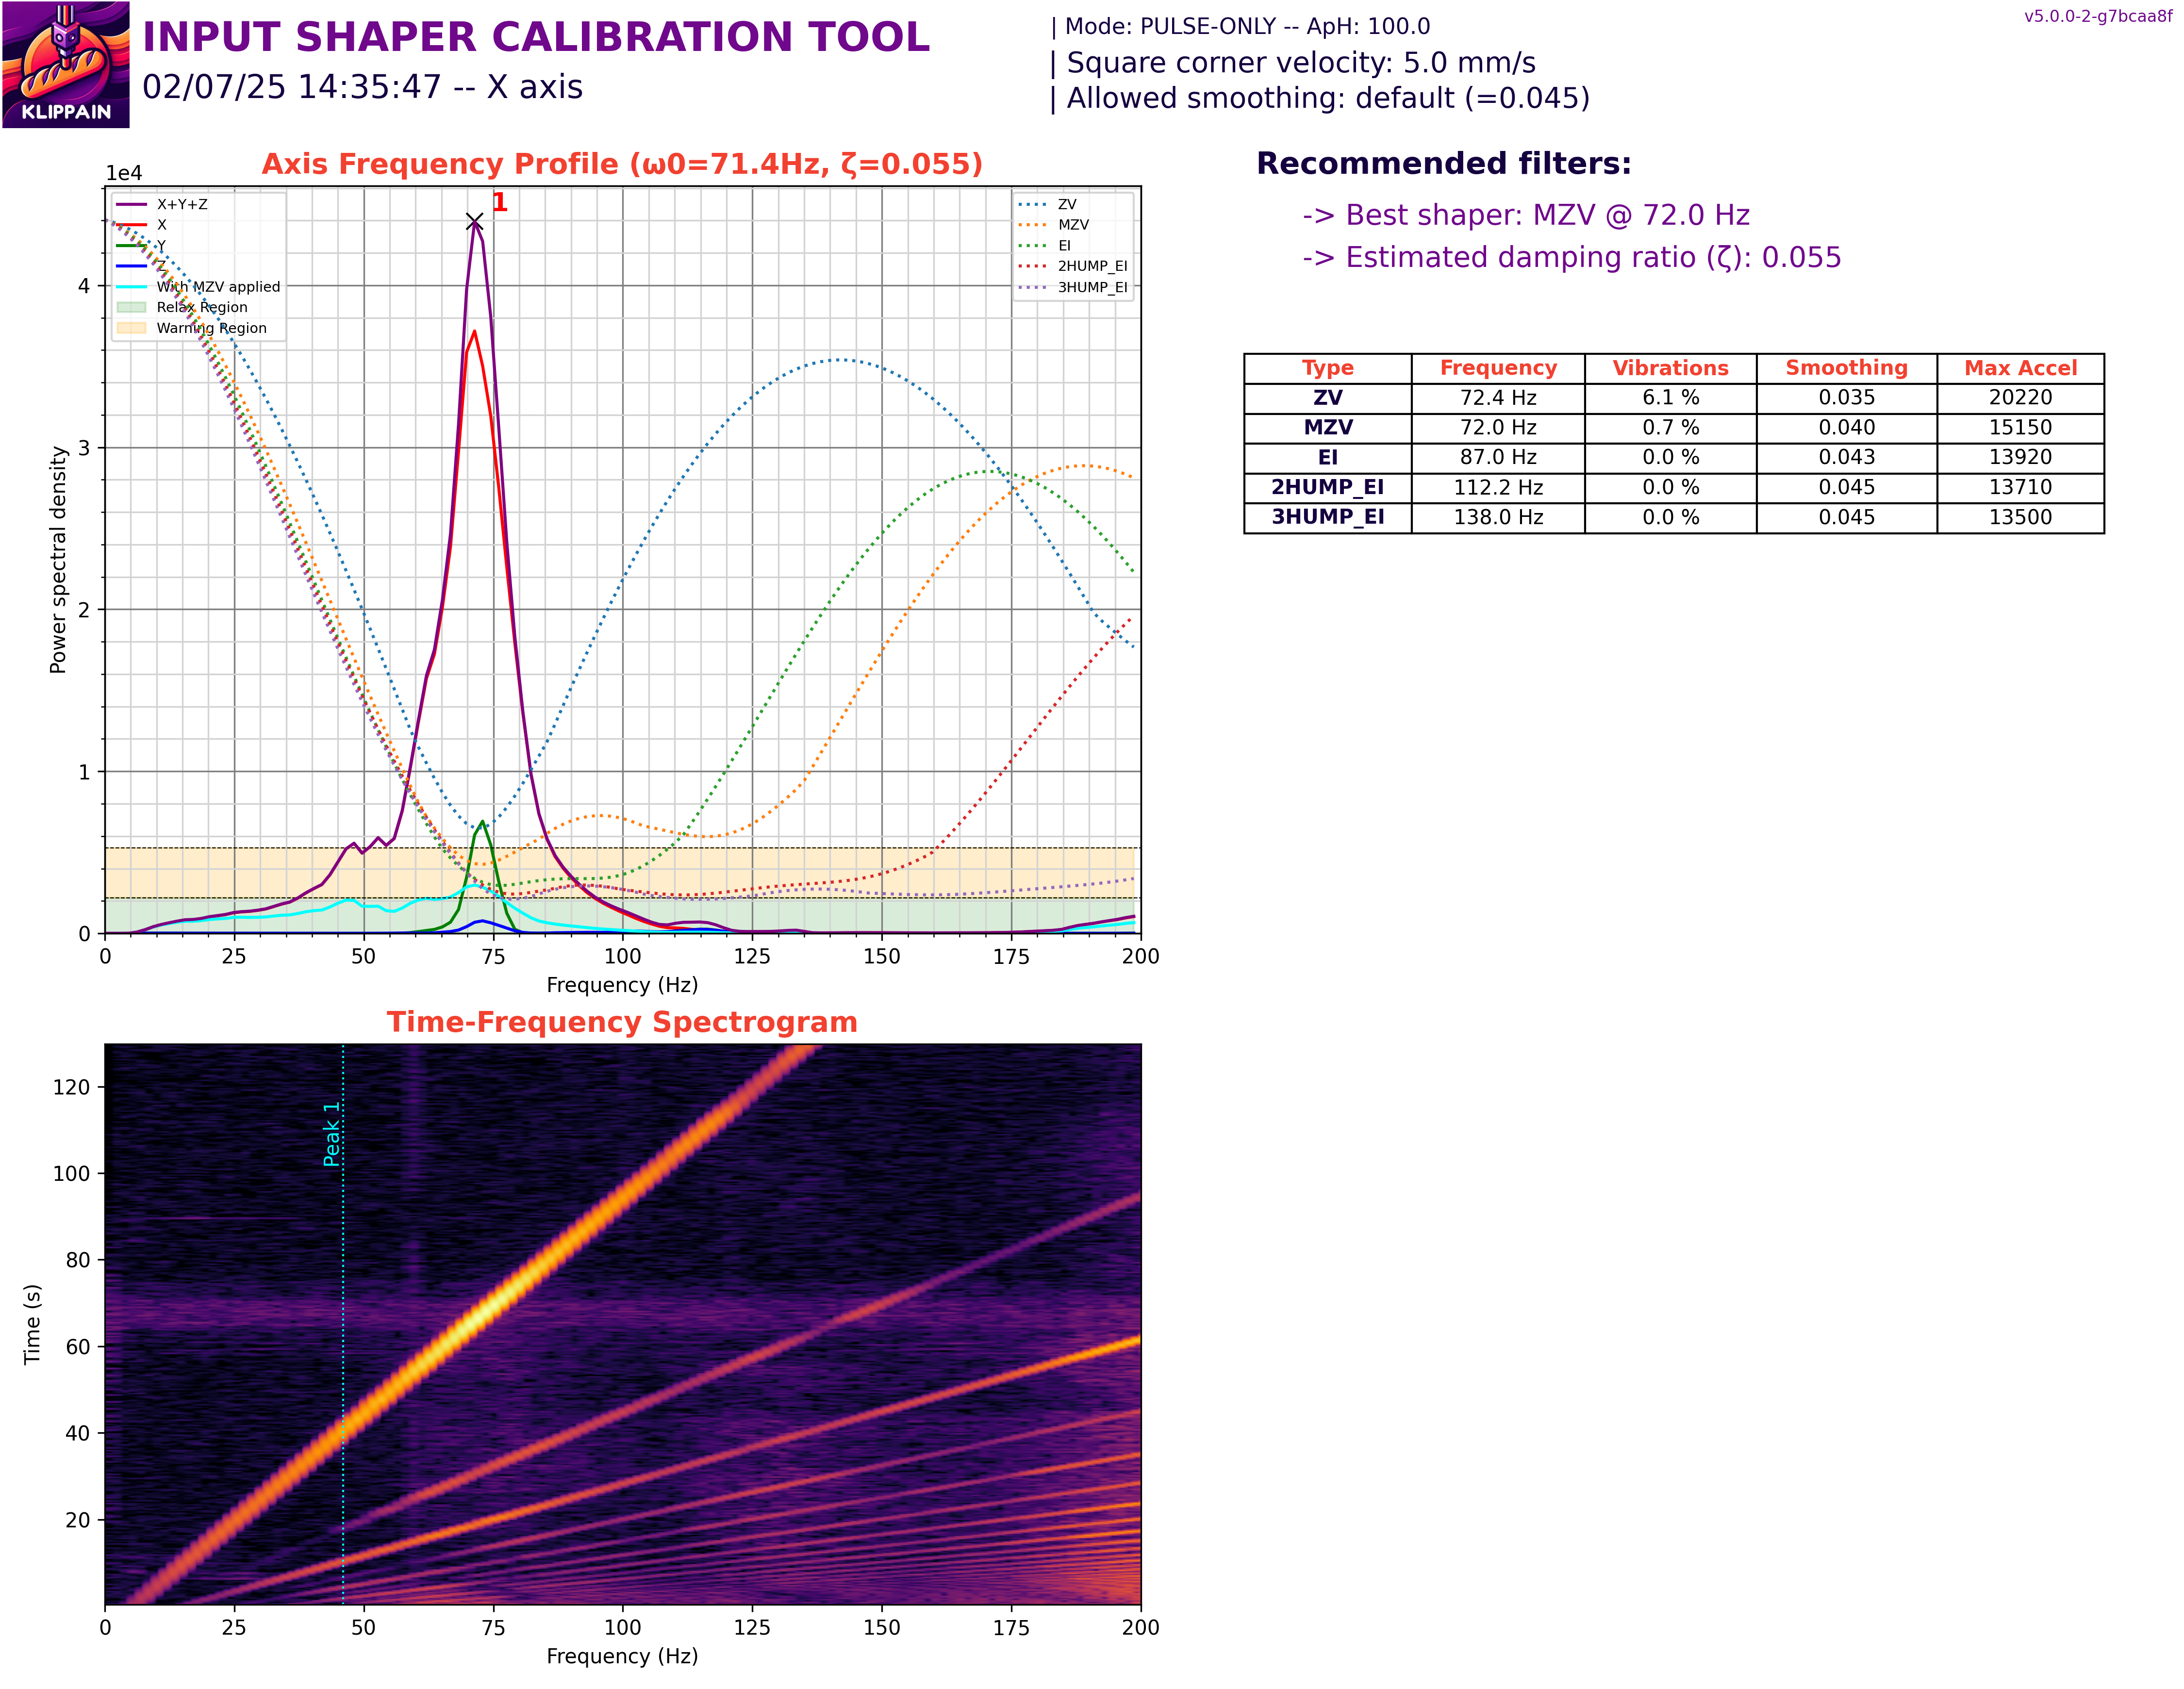 KLIPPAIN
INPUT SHAPER CALIBRATION TOOL
02/07/25 14:35:47 -- X axis
| Mode: PULSE-ONLY -- ApH: 100.0
| Square corner velocity: 5.0 mm/s
| Allowed smoothing: default (=0.045)
v5.0.0-2-g7bcaa8f
Axis Frequency Profile (ω0=71.4Hz, ζ=0.055)
1e4
X+Y+Z
X
Y
Z
With MZV applied
Relax Region
Warning Region
1
ZV
MZV
EI
2HUMP_EI
3HUMP_EI
Power spectral density
4
3
2
1
0
0 25 50 75 100 125 150 175 200
Frequency (Hz)
Recommended filters:
-> Best shaper: MZV @ 72.0 Hz
-> Estimated damping ratio (ζ): 0.055
Type Frequency Vibrations Smoothing Max Accel
ZV 72.4 Hz 6.1 % 0.035 20220
MZV 72.0 Hz 0.7 % 0.040 15150
EI 87.0 Hz 0.0 % 0.043 13920
2HUMP_EI 112.2 Hz 0.0 % 0.045 13710
3HUMP_EI 138.0 Hz 0.0 % 0.045 13500
Time-Frequency Spectrogram
Peak 1
Time (s)
120
100
80
60
40
20
0 25 50 75 100 125 150 175 200
Frequency (Hz)